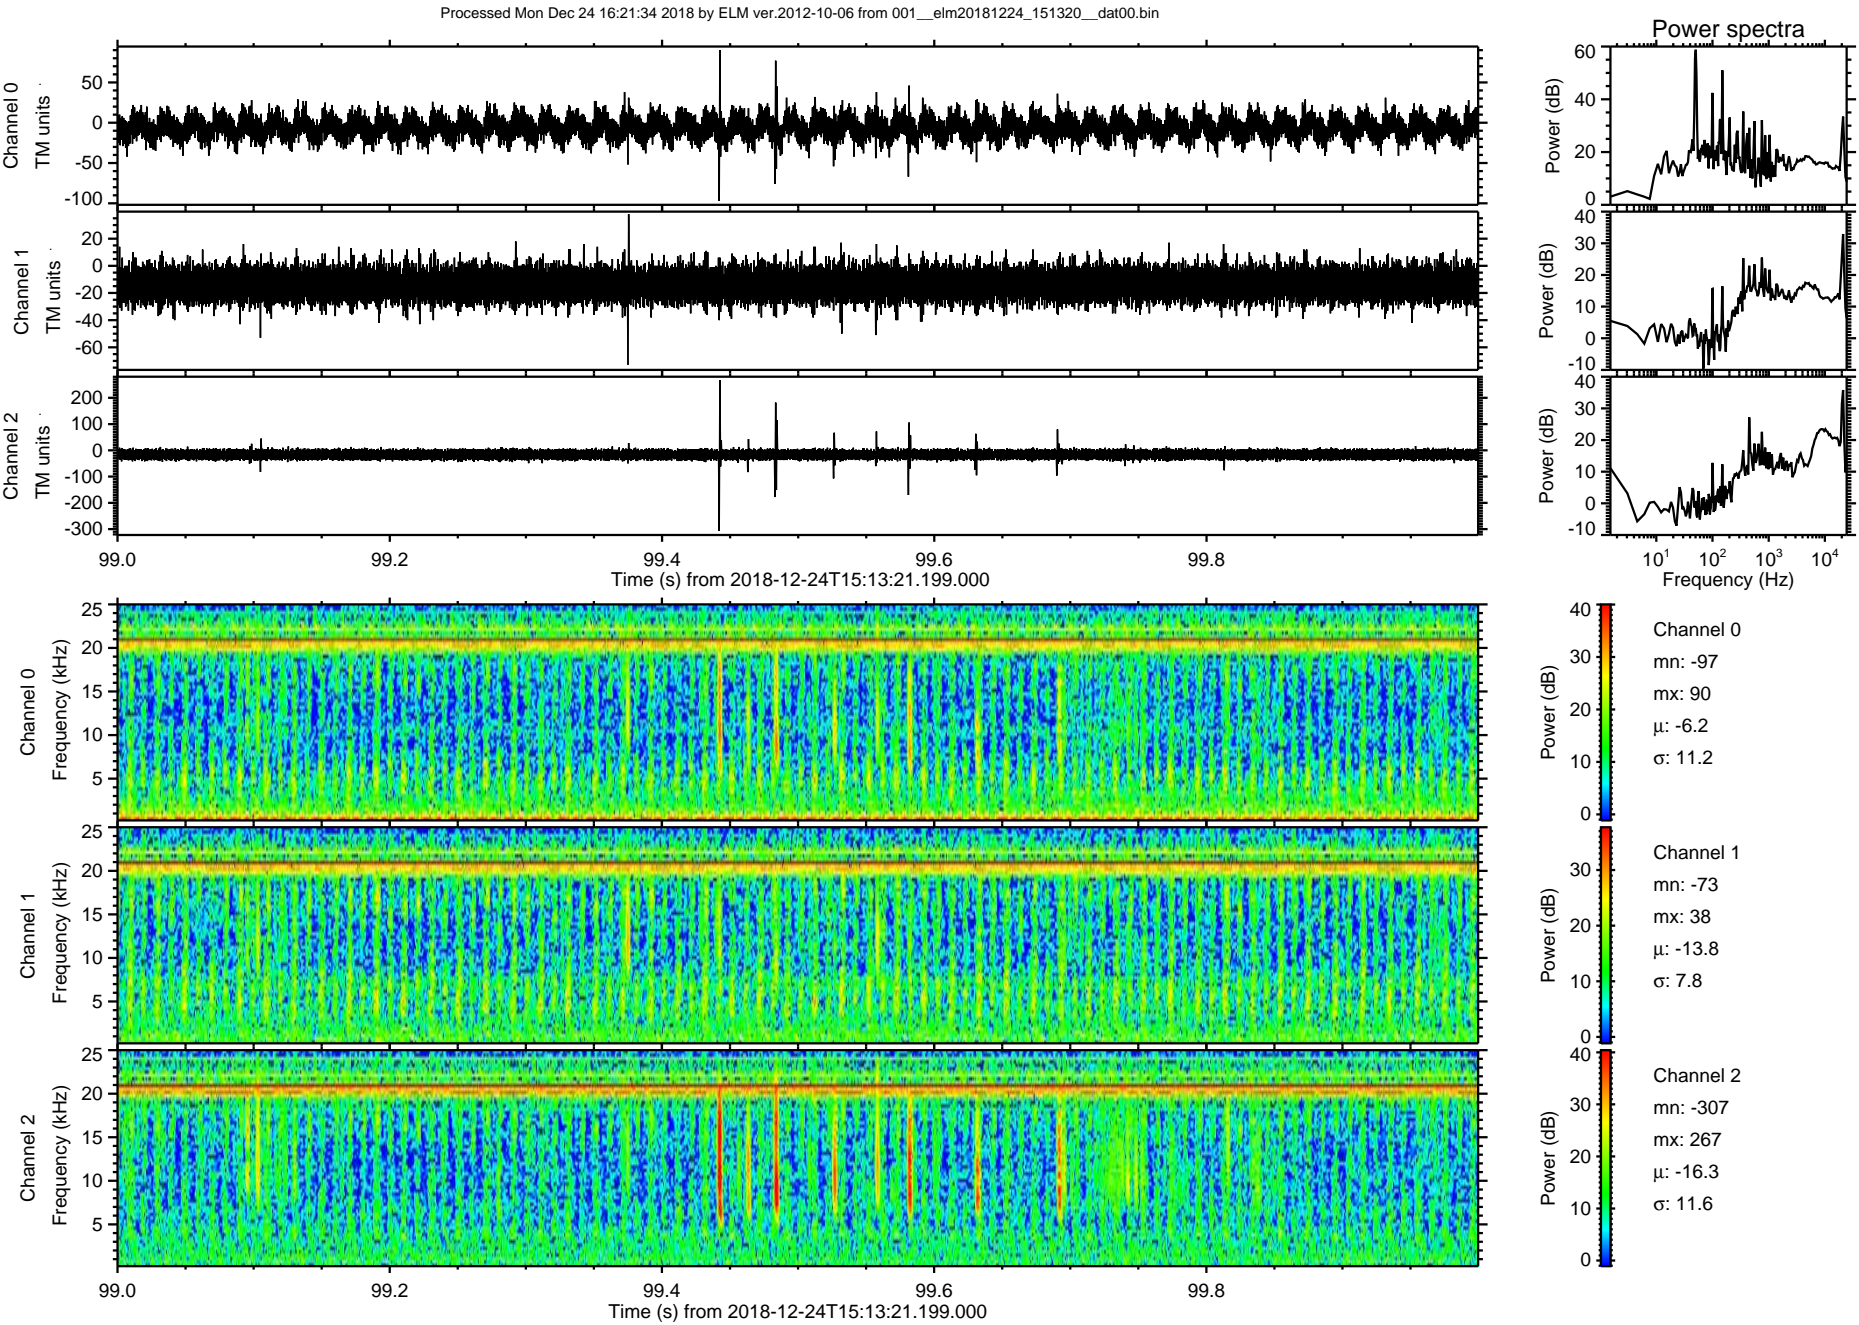 Processed Mon Dec 24 16:21:34 2018 by ELM ver.2012-10-06 from 001__elm20181224_151320__dat00.bin
Power spectra
Channel 0
TM units
50
0
-50
-100
Power (dB)
60
40
20
0
Channel 1
TM units
20
0
-20
-40
-60
Power (dB)
40
30
20
10
0
-10
Channel 2
TM units
200
100
0
-100
-200
-300
Power (dB)
40
30
20
10
0
-10
99.0 99.2 99.4 99.6 99.8
Time (s) from 2018-12-24T15:13:21.199.000
10¹ 10² 10³ 10⁴
Frequency (Hz)
Channel 0
Frequency (kHz)
25
20
15
10
5
Power (dB)
40
30
20
10
0
Channel 0
mn: -97
mx: 90
μ: -6.2
σ: 11.2
Channel 1
Frequency (kHz)
25
20
15
10
5
Power (dB)
30
20
10
0
Channel 1
mn: -73
mx: 38
μ: -13.8
σ: 7.8
Channel 2
Frequency (kHz)
25
20
15
10
5
Power (dB)
40
30
20
10
0
Channel 2
mn: -307
mx: 267
μ: -16.3
σ: 11.6
99.0 99.2 99.4 99.6 99.8
Time (s) from 2018-12-24T15:13:21.199.000